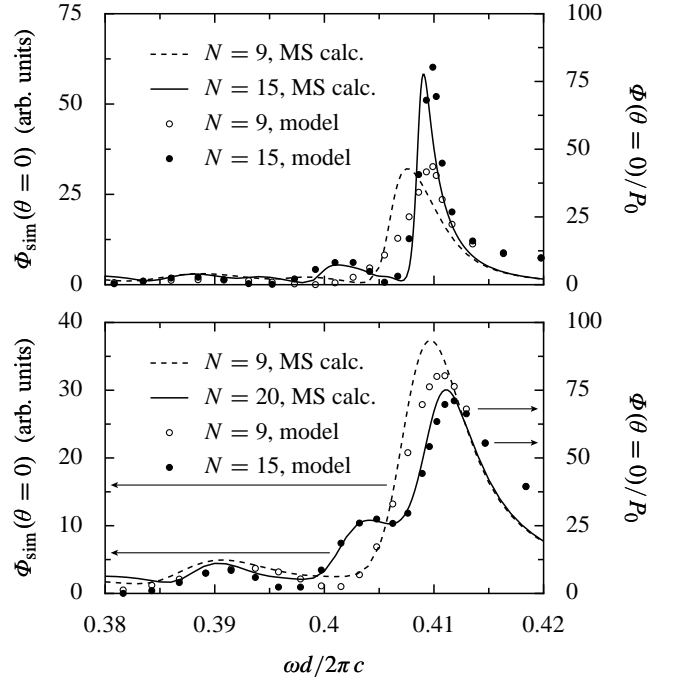 75
50
25
0
Φsim(θ = 0) (arb. units)
N = 9, MS calc.
N = 15, MS calc.
N = 9, model
N = 15, model
100
75
50
25
0
Φ(θ = 0)/P0
40
30
20
10
0
Φsim(θ = 0) (arb. units)
N = 9, MS calc.
N = 20, MS calc.
N = 9, model
N = 15, model
100
75
50
25
0
Φ(θ = 0)/P0
0.38 0.39 0.4 0.41 0.42
ωd/2πc